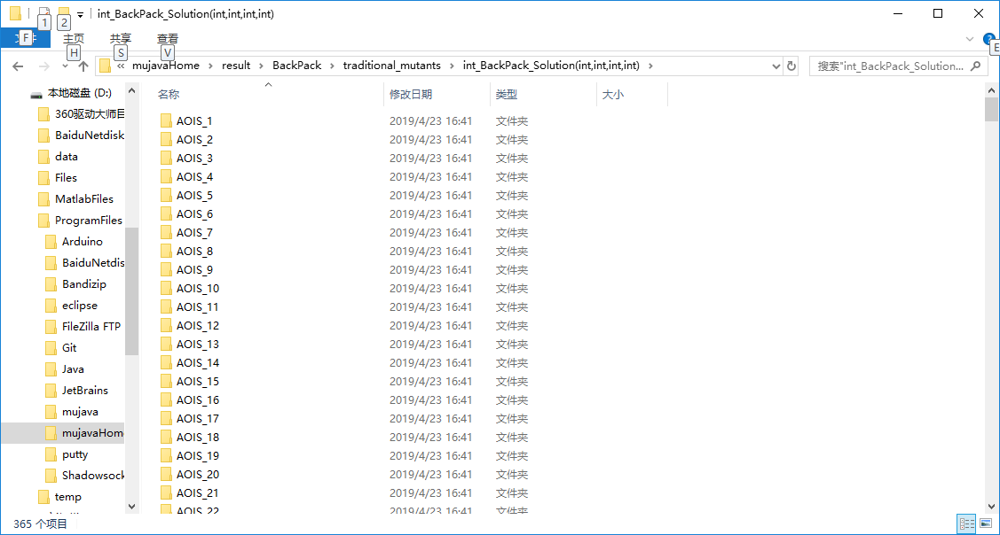 int_BackPack_Solution(int,int,int,int)
1
2
F
主页
共享
查看
H
S
V
E
mujavaHome
result
BackPack
traditional_mutants
int_BackPack_Solution(int,int,int,int)
搜索"int_BackPack_Solution...
本地磁盘 (D:)
360驱动大师目
BaiduNetdisk
data
Files
MatlabFiles
ProgramFiles
Arduino
BaiduNetdis
Bandizip
eclipse
FileZilla FTP
Git
Java
JetBrains
mujava
mujavaHom
putty
Shadowsock
temp
名称 修改日期 类型 大小
AOIS_1 2019/4/23 16:41 文件夹
AOIS_2 2019/4/23 16:41 文件夹
AOIS_3 2019/4/23 16:41 文件夹
AOIS_4 2019/4/23 16:41 文件夹
AOIS_5 2019/4/23 16:41 文件夹
AOIS_6 2019/4/23 16:41 文件夹
AOIS_7 2019/4/23 16:41 文件夹
AOIS_8 2019/4/23 16:41 文件夹
AOIS_9 2019/4/23 16:41 文件夹
AOIS_10 2019/4/23 16:41 文件夹
AOIS_11 2019/4/23 16:41 文件夹
AOIS_12 2019/4/23 16:41 文件夹
AOIS_13 2019/4/23 16:41 文件夹
AOIS_14 2019/4/23 16:41 文件夹
AOIS_15 2019/4/23 16:41 文件夹
AOIS_16 2019/4/23 16:41 文件夹
AOIS_17 2019/4/23 16:41 文件夹
AOIS_18 2019/4/23 16:41 文件夹
AOIS_19 2019/4/23 16:41 文件夹
AOIS_20 2019/4/23 16:41 文件夹
AOIS_21 2019/4/23 16:41 文件夹
AOIS_22 2019/4/23 16:41 文件夹
365 个项目